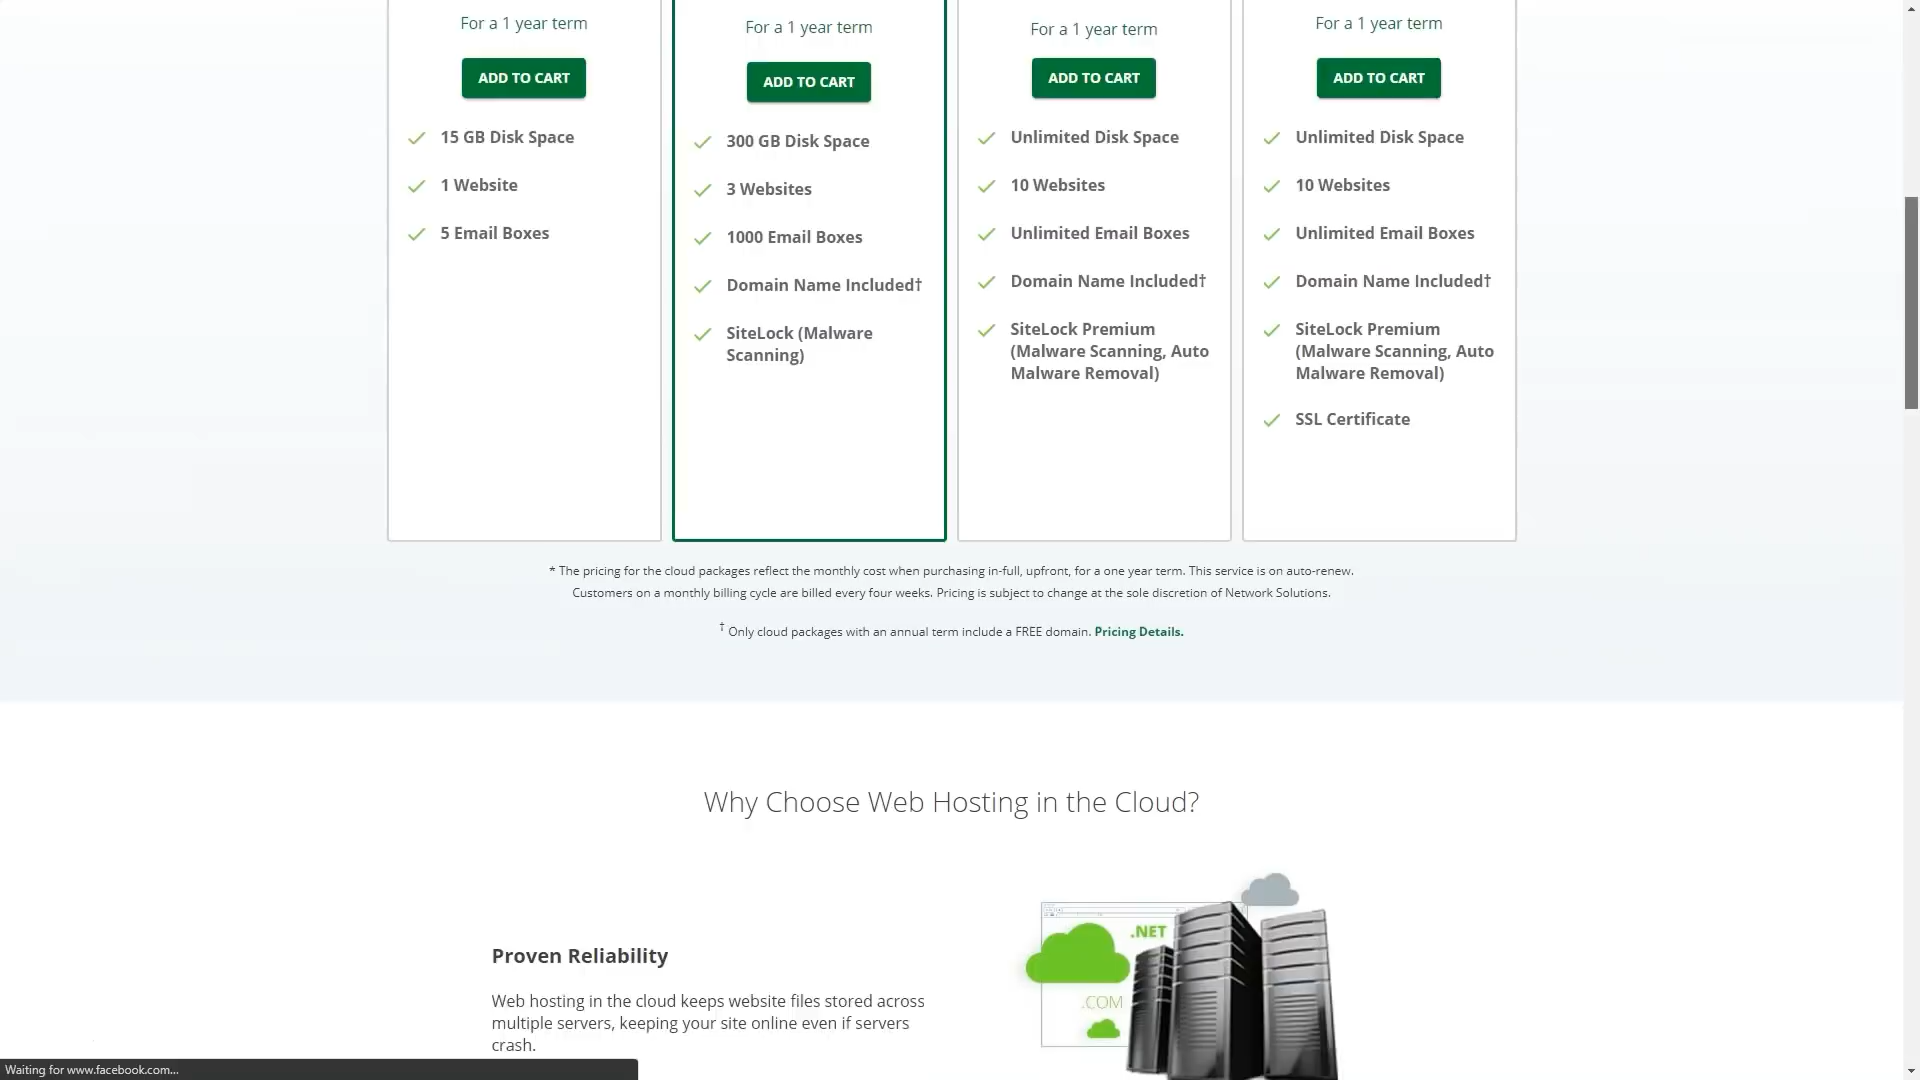 For a 1 year term
ADD TO CART
15 GB Disk Space
1 Website
5 Email Boxes
For a 1 year term
ADD TO CART
300 GB Disk Space
3 Websites
1000 Email Boxes
Domain Name Included†
SiteLock (Malware
Scanning)
For a 1 year term
ADD TO CART
Unlimited Disk Space
10 Websites
Unlimited Email Boxes
Domain Name Included†
SiteLock Premium
(Malware Scanning, Auto
Malware Removal)
For a 1 year term
ADD TO CART
Unlimited Disk Space
10 Websites
Unlimited Email Boxes
Domain Name Included†
SiteLock Premium
(Malware Scanning, Auto
Malware Removal)
SSL Certificate
* The pricing for the cloud packages reflect the monthly cost when purchasing in-full, upfront, for a one year term. This service is on auto-renew.
Customers on a monthly billing cycle are billed every four weeks. Pricing is subject to change at the sole discretion of Network Solutions.
† Only cloud packages with an annual term include a FREE domain. Pricing Details.
Why Choose Web Hosting in the Cloud?
Proven Reliability
Web hosting in the cloud keeps website files stored across
multiple servers, keeping your site online even if servers
crash.
.NET
.COM
Waiting for www.facebook.com...